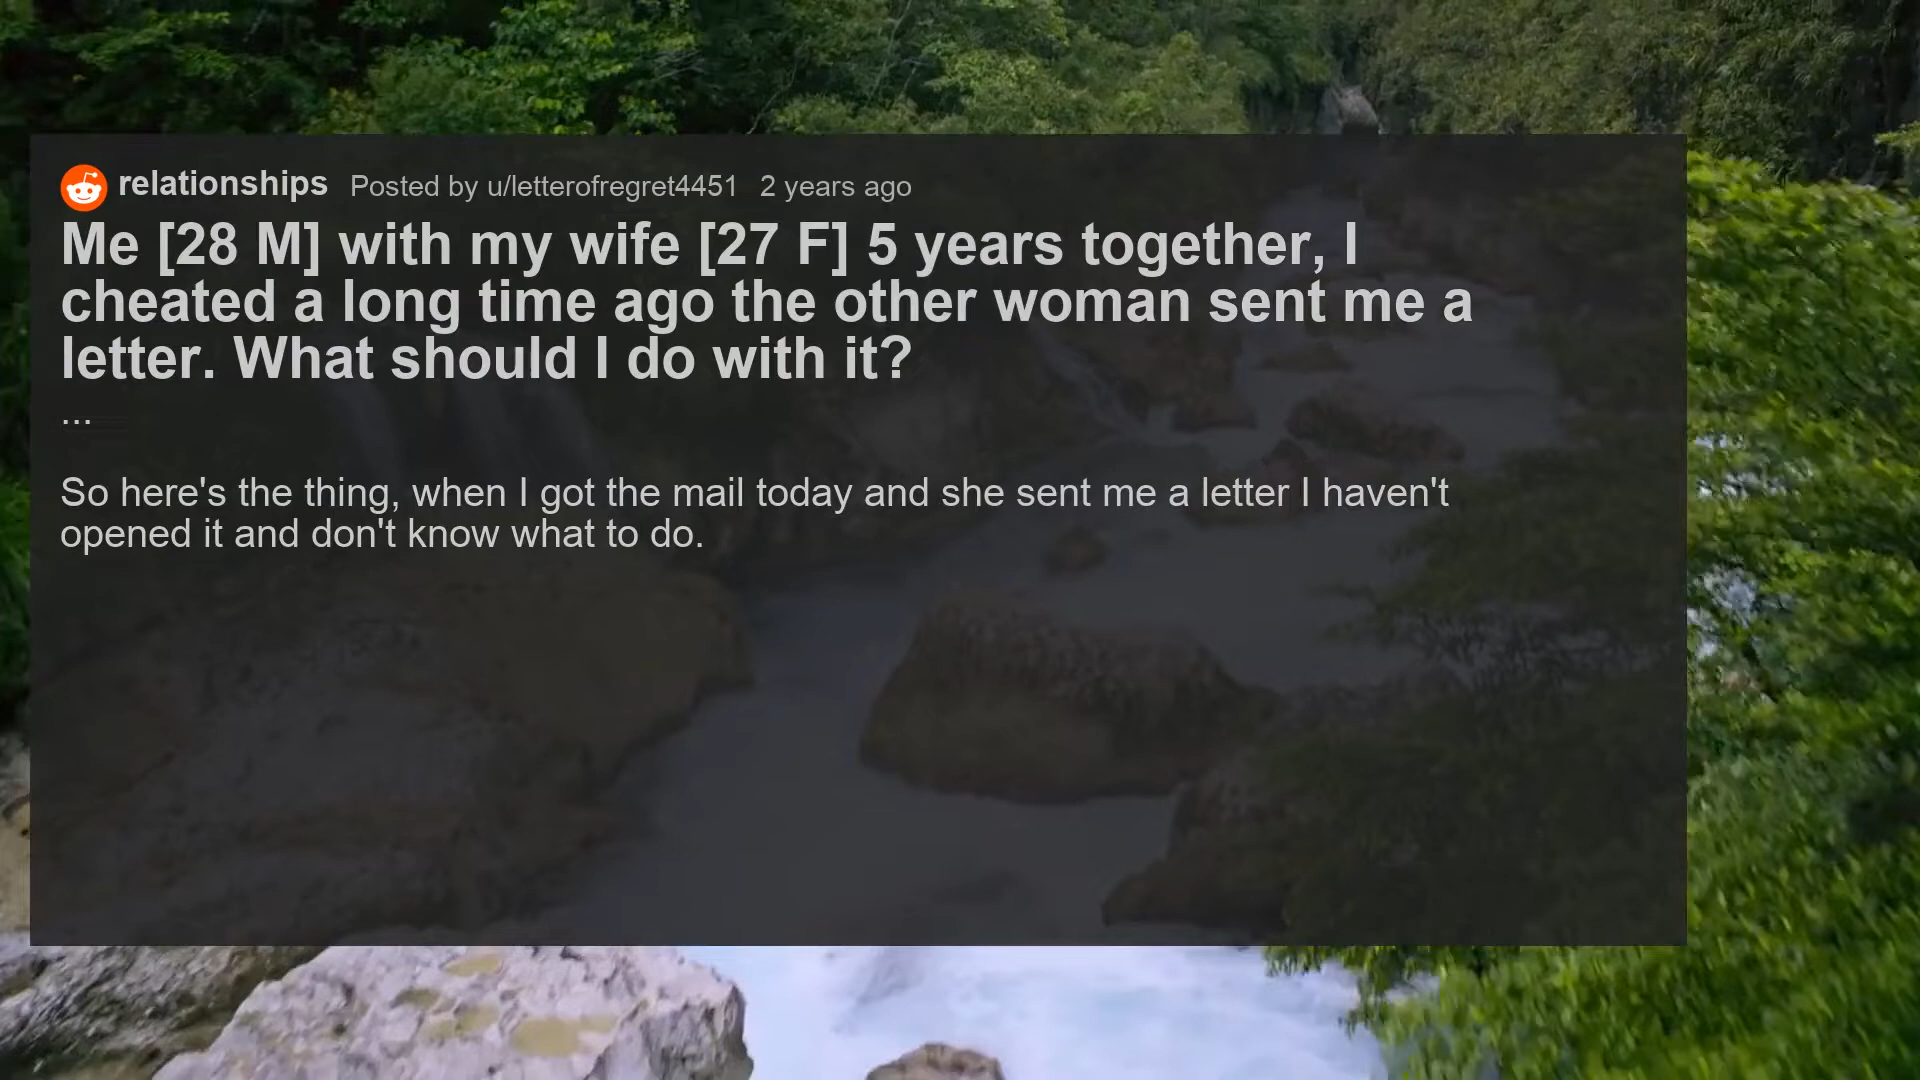 relationships Posted by u/letterofregret4451 2 years ago
Me [28 M] with my wife [27 F] 5 years together, I
cheated a long time ago the other woman sent me a
letter. What should I do with it?
...
So here's the thing, when I got the mail today and she sent me a letter I haven't
opened it and don't know what to do.